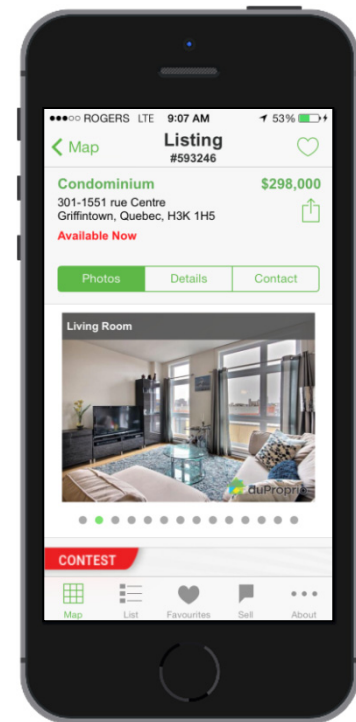 ROGERS LTE 9:07 AM 53%
Map Listing
#593246
Condominium $298,000
301-1551 rue Centre
Griffintown, Quebec, H3K 1H5
Available Now
Photos Details Contact
Living Room
duProprio
CONTEST
Map List Favourites Sell About